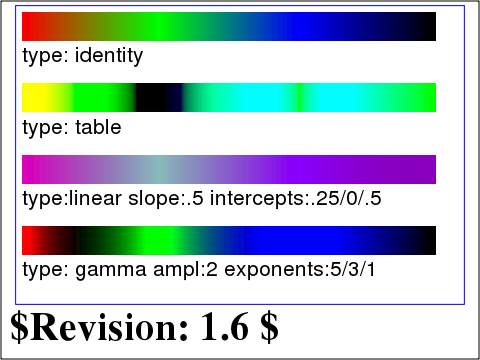 type: identity
type: table
type:linear slope:.5 intercepts:.25/0/.5
type: gamma ampl:2 exponents:5/3/1
$Revision: 1.6 $